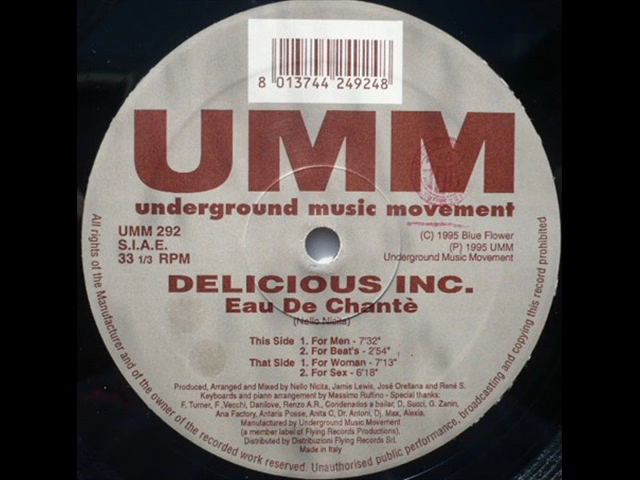 8 013744 249248
UMM
underground music movement
UMM 292
S.I.A.E.
33 1/3 RPM
(C) 1995 Blue Flower
(P) 1995 UMM
Underground Music Movement
DELICIOUS INC.
Eau De Chantè
(Nello Nicita)
This Side 1. For Men - 7'32"
2. For Beat's - 2'54"
That Side 1. For Woman - 7'13"
2. For Sex - 6'18"
Produced, Arranged and Mixed by Nello Nicita, Jamie Lewis, José Orellana and René S.
Keyboards and piano arrangement by Massimo Ruffino - Special thanks:
F. Turner, F. Vecchi, Danilove, Renzo A.R., Condenados a bailar, D. Succi, G. Zanin,
Ana Factory, Antaris Posse, Anita C, Dr. Antoni, Dj. Max, Alexia.
Manufactured by Underground Music Movement
(a member label of Flying Records Productions).
Distributed by Distribuzioni Flying Records Srl.
Made in Italy
All rights of the Manufacturer and of the owner of the recorded work reserved. Unauthorised public performance, broadcasting and copying of this record prohibited